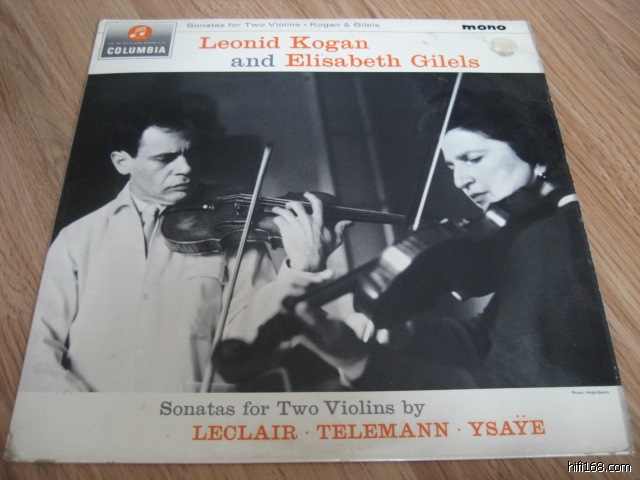 Sonatas for Two Violins • Kogan & Gilels
mono
COLUMBIA
Leonid Kogan
and Elisabeth Gilels
Sonatas for Two Violins by
LECLAIR · TELEMANN · YSAŸE
hifi168.com